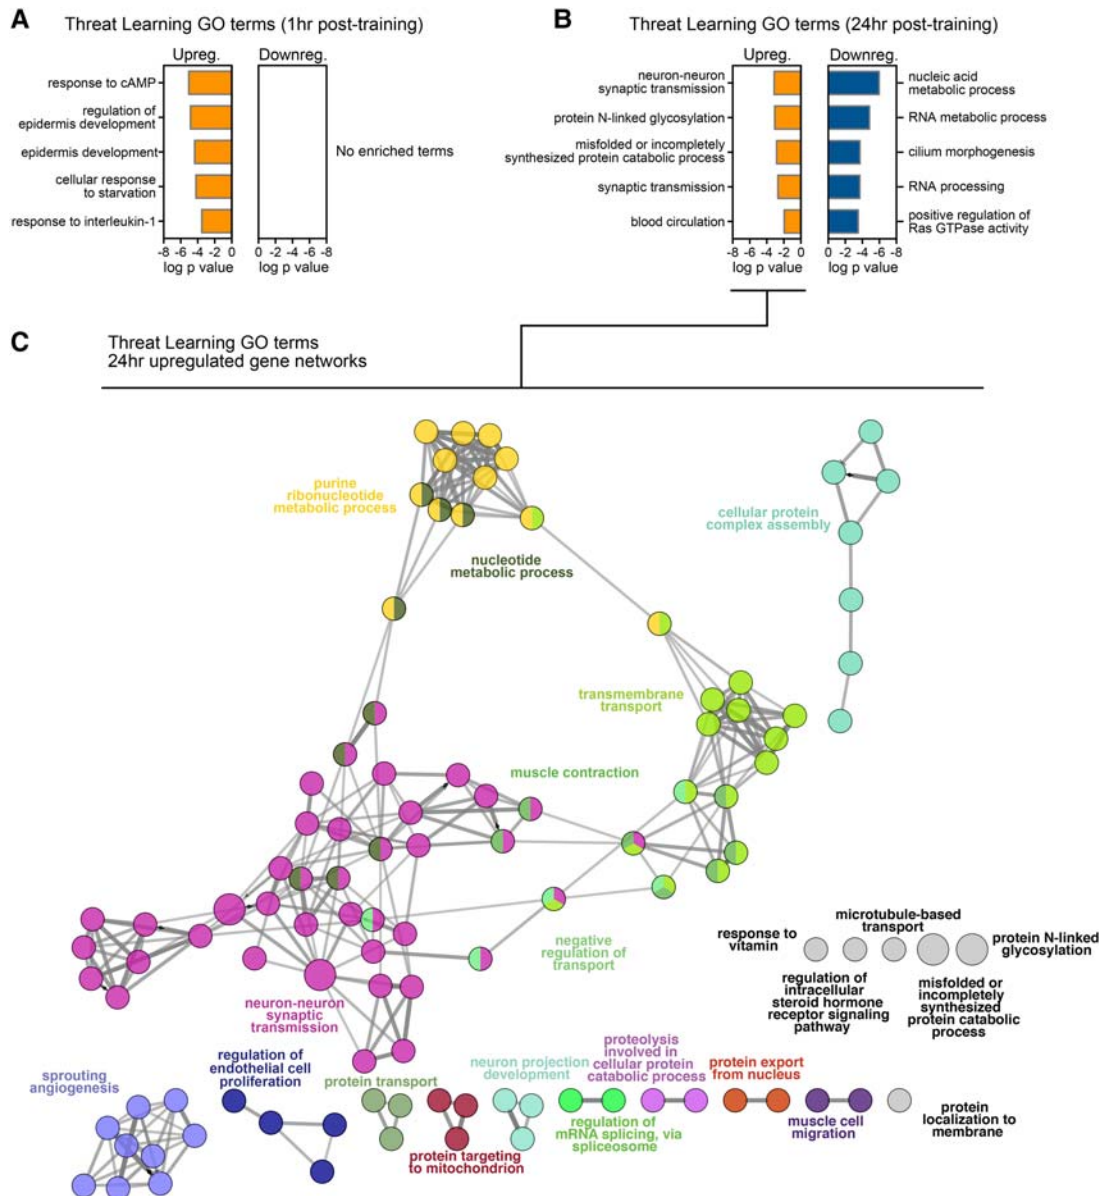 A
Threat Learning GO terms (1hr post-training)
Upreg.
Downreg.
response to cAMP
regulation of
epidermis development
epidermis development
cellular response
to starvation
response to interleukin-1
No enriched terms
-8 -6 -4 -2 0
log p value
0 -2 -4 -6 -8
log p value
B
Threat Learning GO terms (24hr post-training)
Upreg.
Downreg.
neuron-neuron
synaptic transmission
protein N-linked glycosylation
misfolded or incompletely
synthesized protein catabolic process
synaptic transmission
blood circulation
nucleic acid
metabolic process
RNA metabolic process
cilium morphogenesis
RNA processing
positive regulation of
Ras GTPase activity
-8 -6 -4 -2 0
log p value
0 -2 -4 -6 -8
log p value
C
Threat Learning GO terms
24hr upregulated gene networks
purine
ribonucleotide
metabolic process
cellular protein
complex assembly
nucleotide
metabolic process
transmembrane
transport
muscle contraction
negative
regulation of
transport
neuron-neuron
synaptic
transmission
microtubule-based
transport
response to
vitamin
protein N-linked
glycosylation
regulation of
intracellular
steroid hormone
receptor signaling
pathway
misfolded or
incompletely
synthesized
protein catabolic
process
sprouting
angiogenesis
regulation of
endothelial cell
proliferation
protein transport
protein targeting
to mitochondrion
neuron projection
development
regulation of
mRNA splicing, via
spliceosome
proteolysis
involved in
cellular protein
catabolic process
protein export
from nucleus
muscle cell
migration
protein
localization to
membrane